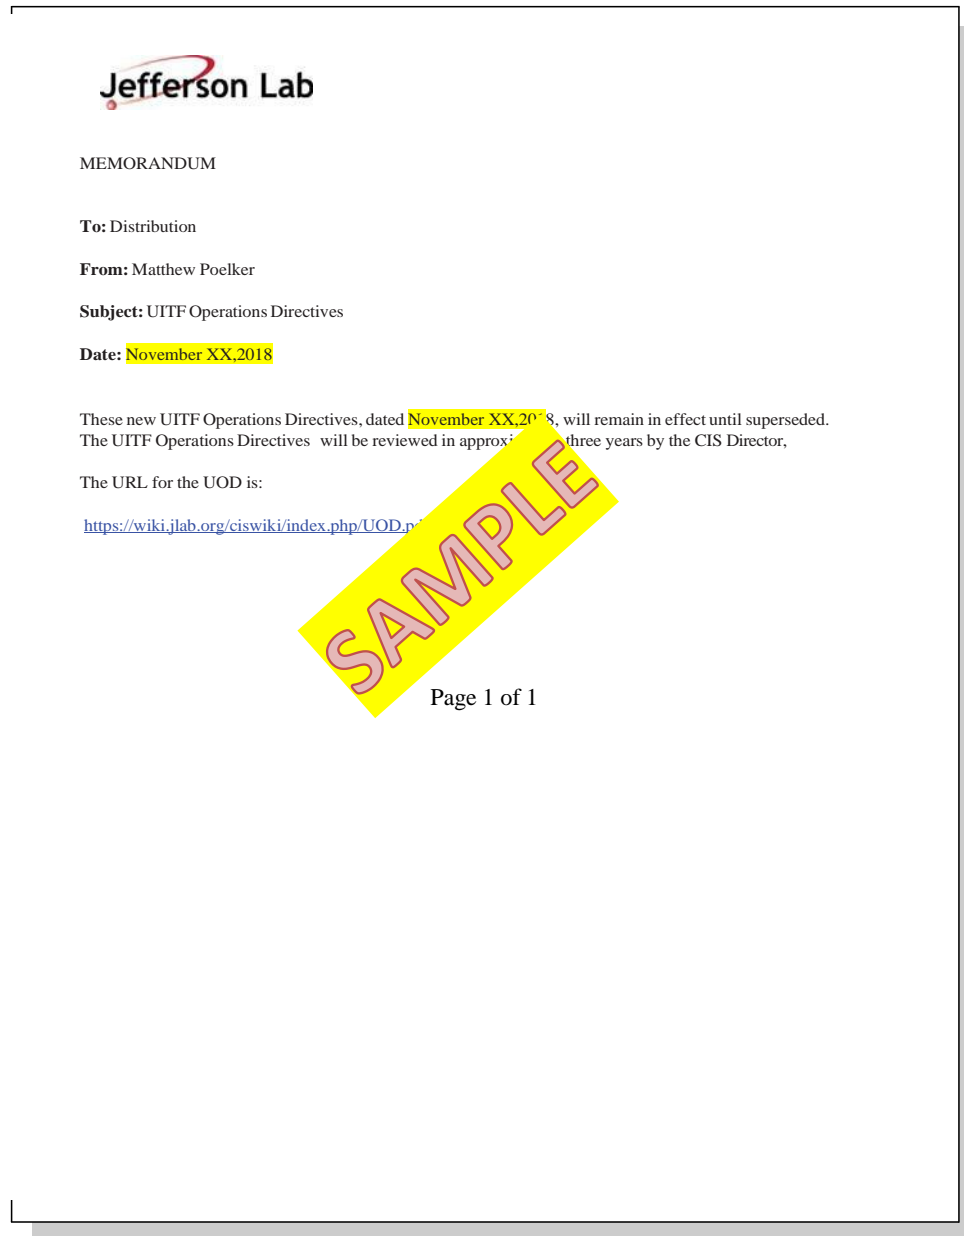 Jefferson Lab
MEMORANDUM
To: Distribution
From: Matthew Poelker
Subject: UITF Operations Directives
Date: November XX,2018
These new UITF Operations Directives, dated November XX,2018, will remain in effect until superseded.
The UITF Operations Directives will be reviewed in three years by the CIS Director,
The URL for the UOD is:
https://wiki.jlab.org/ciswiki/index.php/UOD.p
SAMPLE
Page 1 of 1